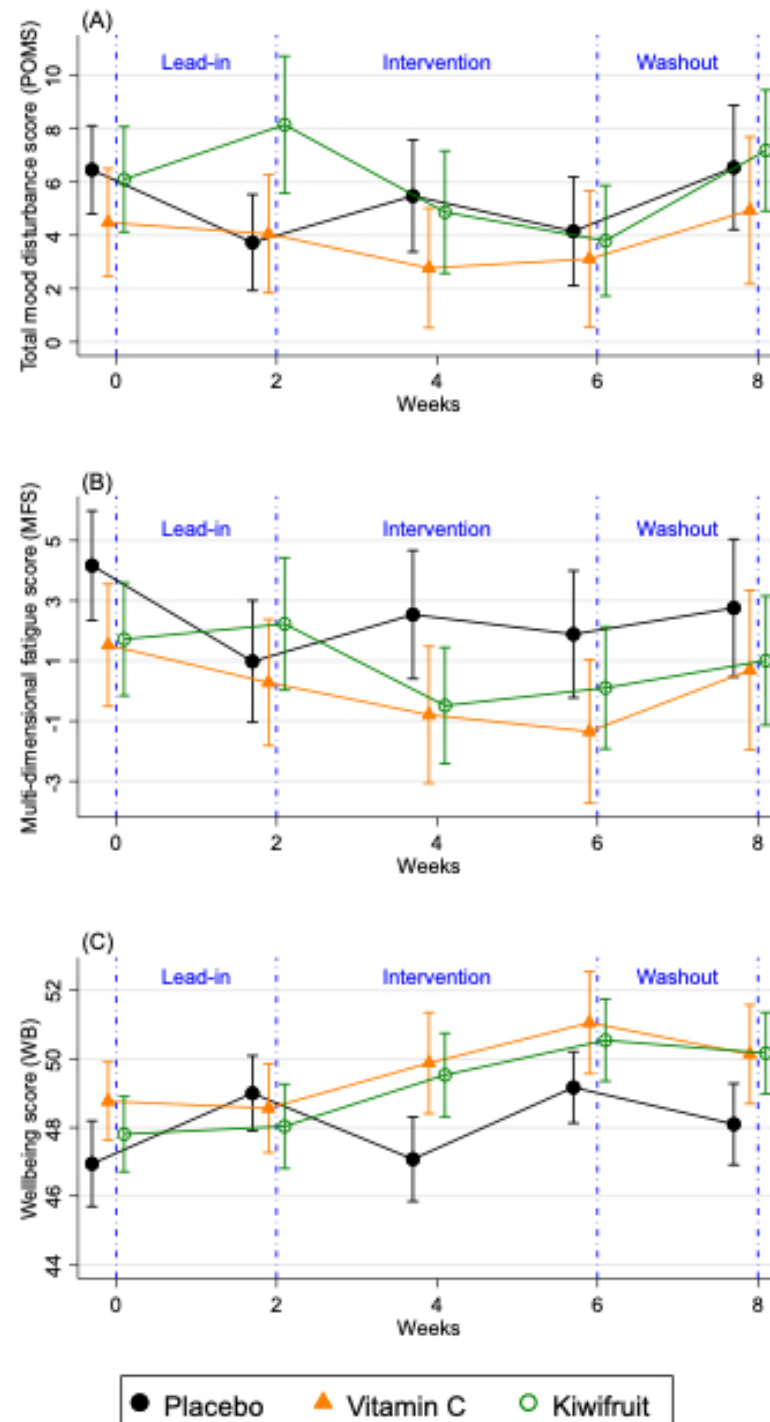 (A)
Lead-in Intervention Washout
Total mood disturbance score (POMS)
10
8
6
4
2
0
0 2 4 6 8
Weeks
(B)
Lead-in Intervention Washout
Multi-dimensional fatigue score (MFS)
5
3
1
-1
-3
0 2 4 6 8
Weeks
(C)
Lead-in Intervention Washout
Wellbeing score (WB)
52
50
48
46
44
0 2 4 6 8
Weeks
Placebo Vitamin C Kiwifruit